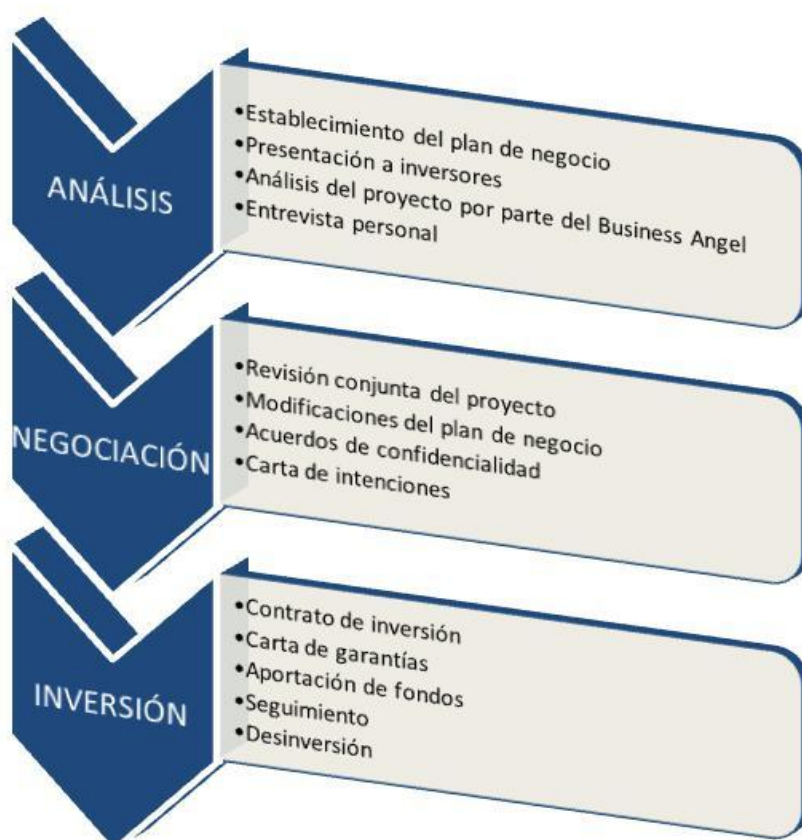 ANÁLISIS
•Establecimiento del plan de negocio
•Presentación a inversores
•Análisis del proyecto por parte del Business Angel
•Entrevista personal
NEGOCIACIÓN
•Revisión conjunta del proyecto
•Modificaciones del plan de negocio
•Acuerdos de confidencialidad
•Carta de intenciones
INVERSIÓN
•Contrato de inversión
•Carta de garantías
•Aportación de fondos
•Seguimiento
•Desinversión